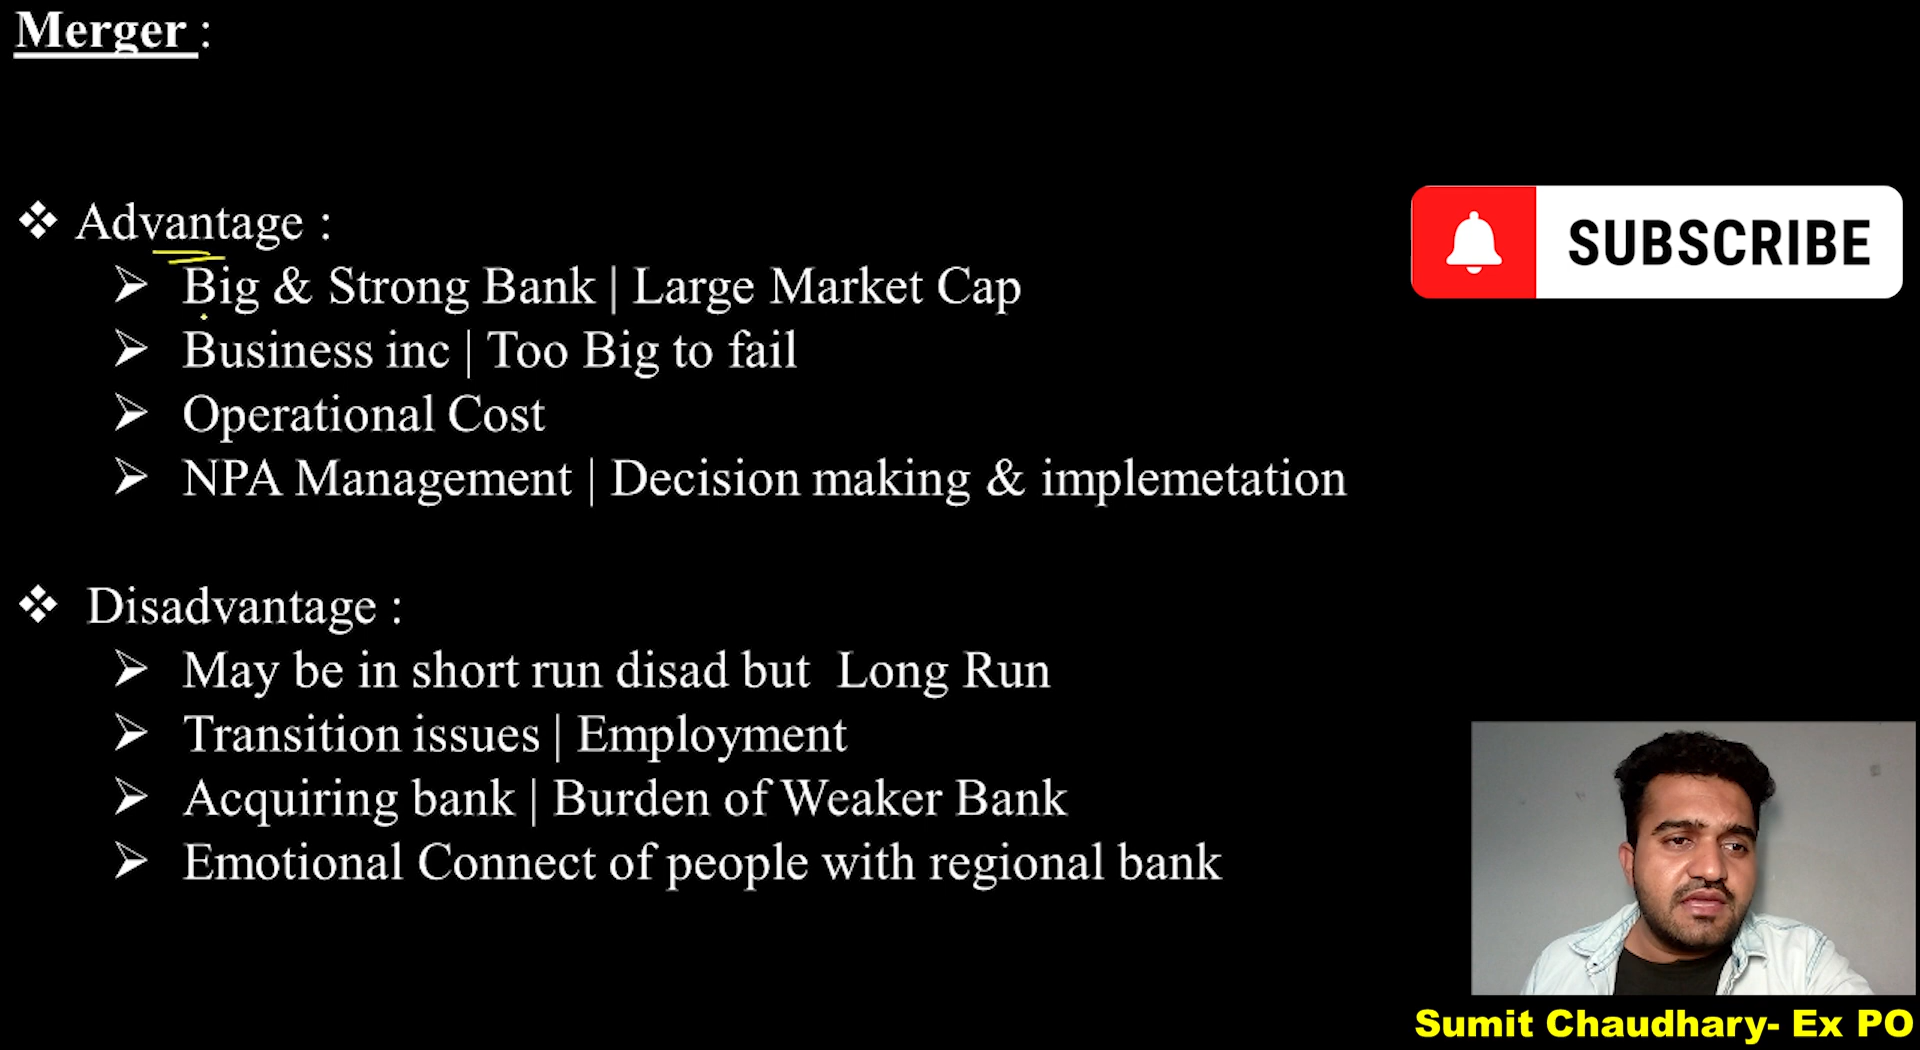 Merger :
❖ Advantage :
➢ Big & Strong Bank | Large Market Cap
➢ Business inc | Too Big to fail
➢ Operational Cost
➢ NPA Management | Decision making & implemetation
❖ Disadvantage :
➢ May be in short run disad but Long Run
➢ Transition issues | Employment
➢ Acquiring bank | Burden of Weaker Bank
➢ Emotional Connect of people with regional bank
SUBSCRIBE
Sumit Chaudhary- Ex PO